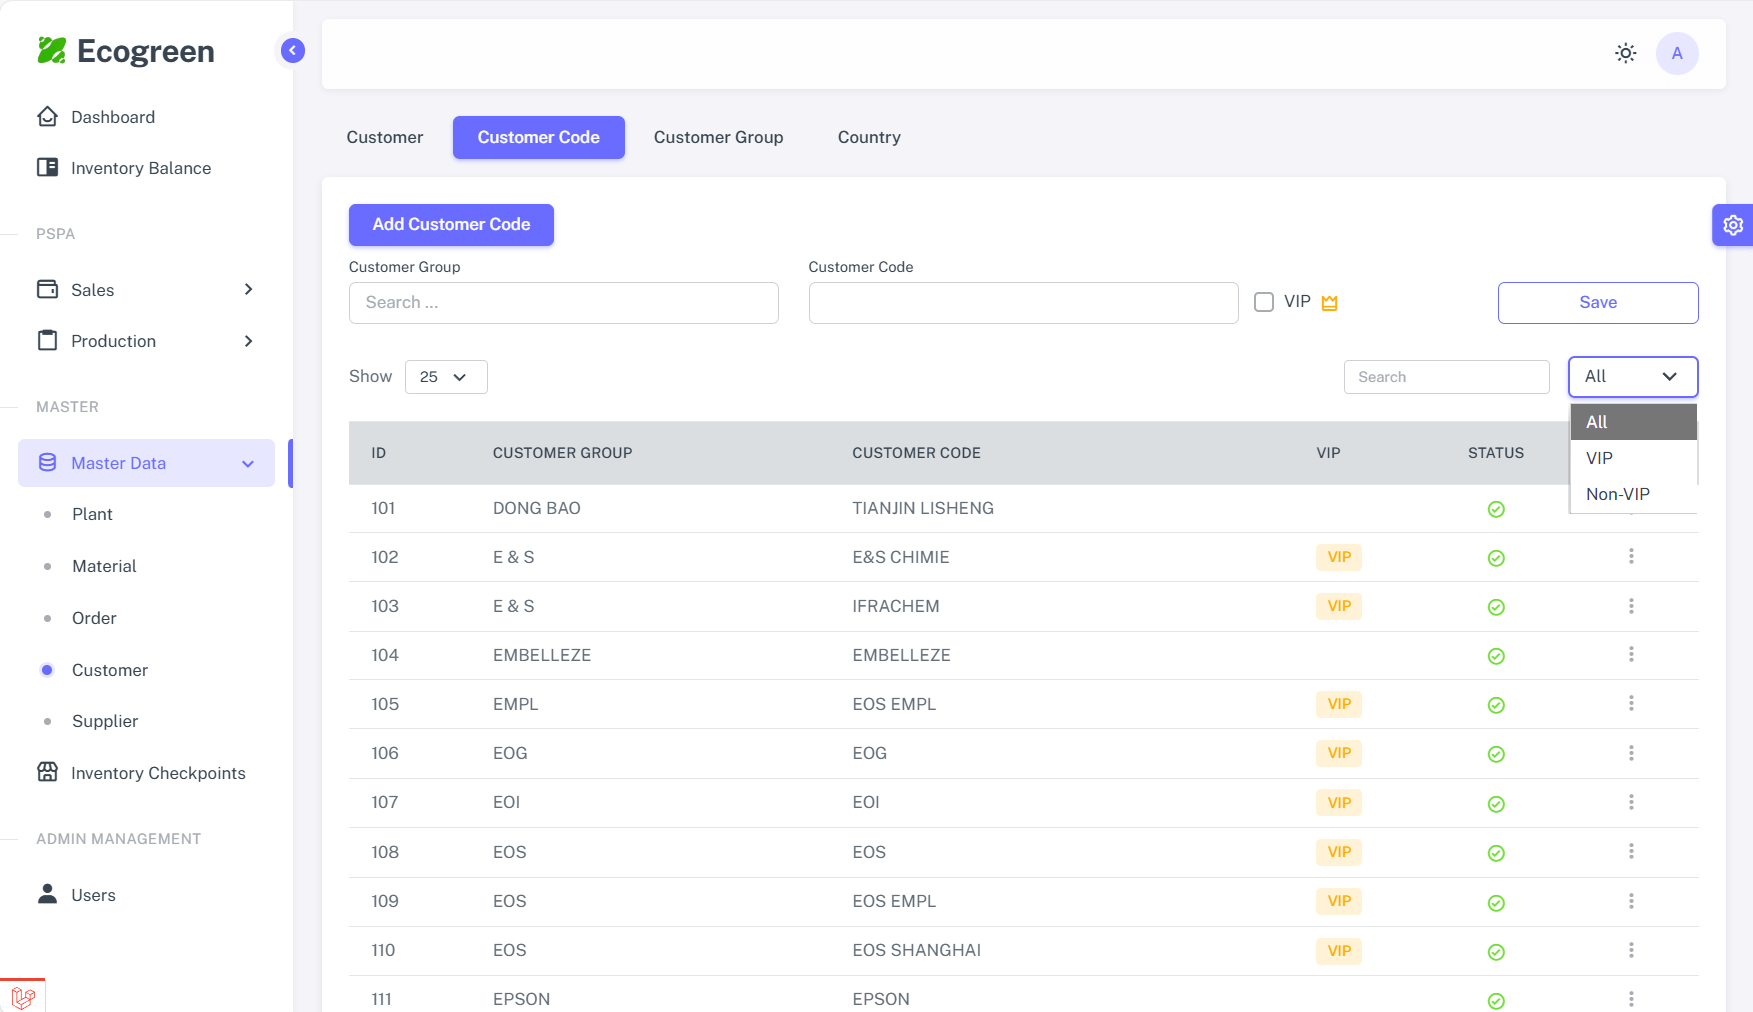 Ecogreen
Dashboard
Inventory Balance
PSPA
Sales
Production
MASTER
Master Data
Plant
Material
Order
Customer
Supplier
Inventory Checkpoints
ADMIN MANAGEMENT
Users
A
Customer Customer Code Customer Group Country
Add Customer Code
Customer Group Customer Code
Search ... VIP Save
Show 25 Search All
All
VIP
Non-VIP
ID CUSTOMER GROUP CUSTOMER CODE VIP STATUS
101 DONG BAO TIANJIN LISHENG
102 E & S E&S CHIMIE VIP
103 E & S IFRACHEM VIP
104 EMBELLEZE EMBELLEZE
105 EMPL EOS EMPL VIP
106 EOG EOG VIP
107 EOI EOI VIP
108 EOS EOS VIP
109 EOS EOS EMPL VIP
110 EOS EOS SHANGHAI VIP
111 EPSON EPSON